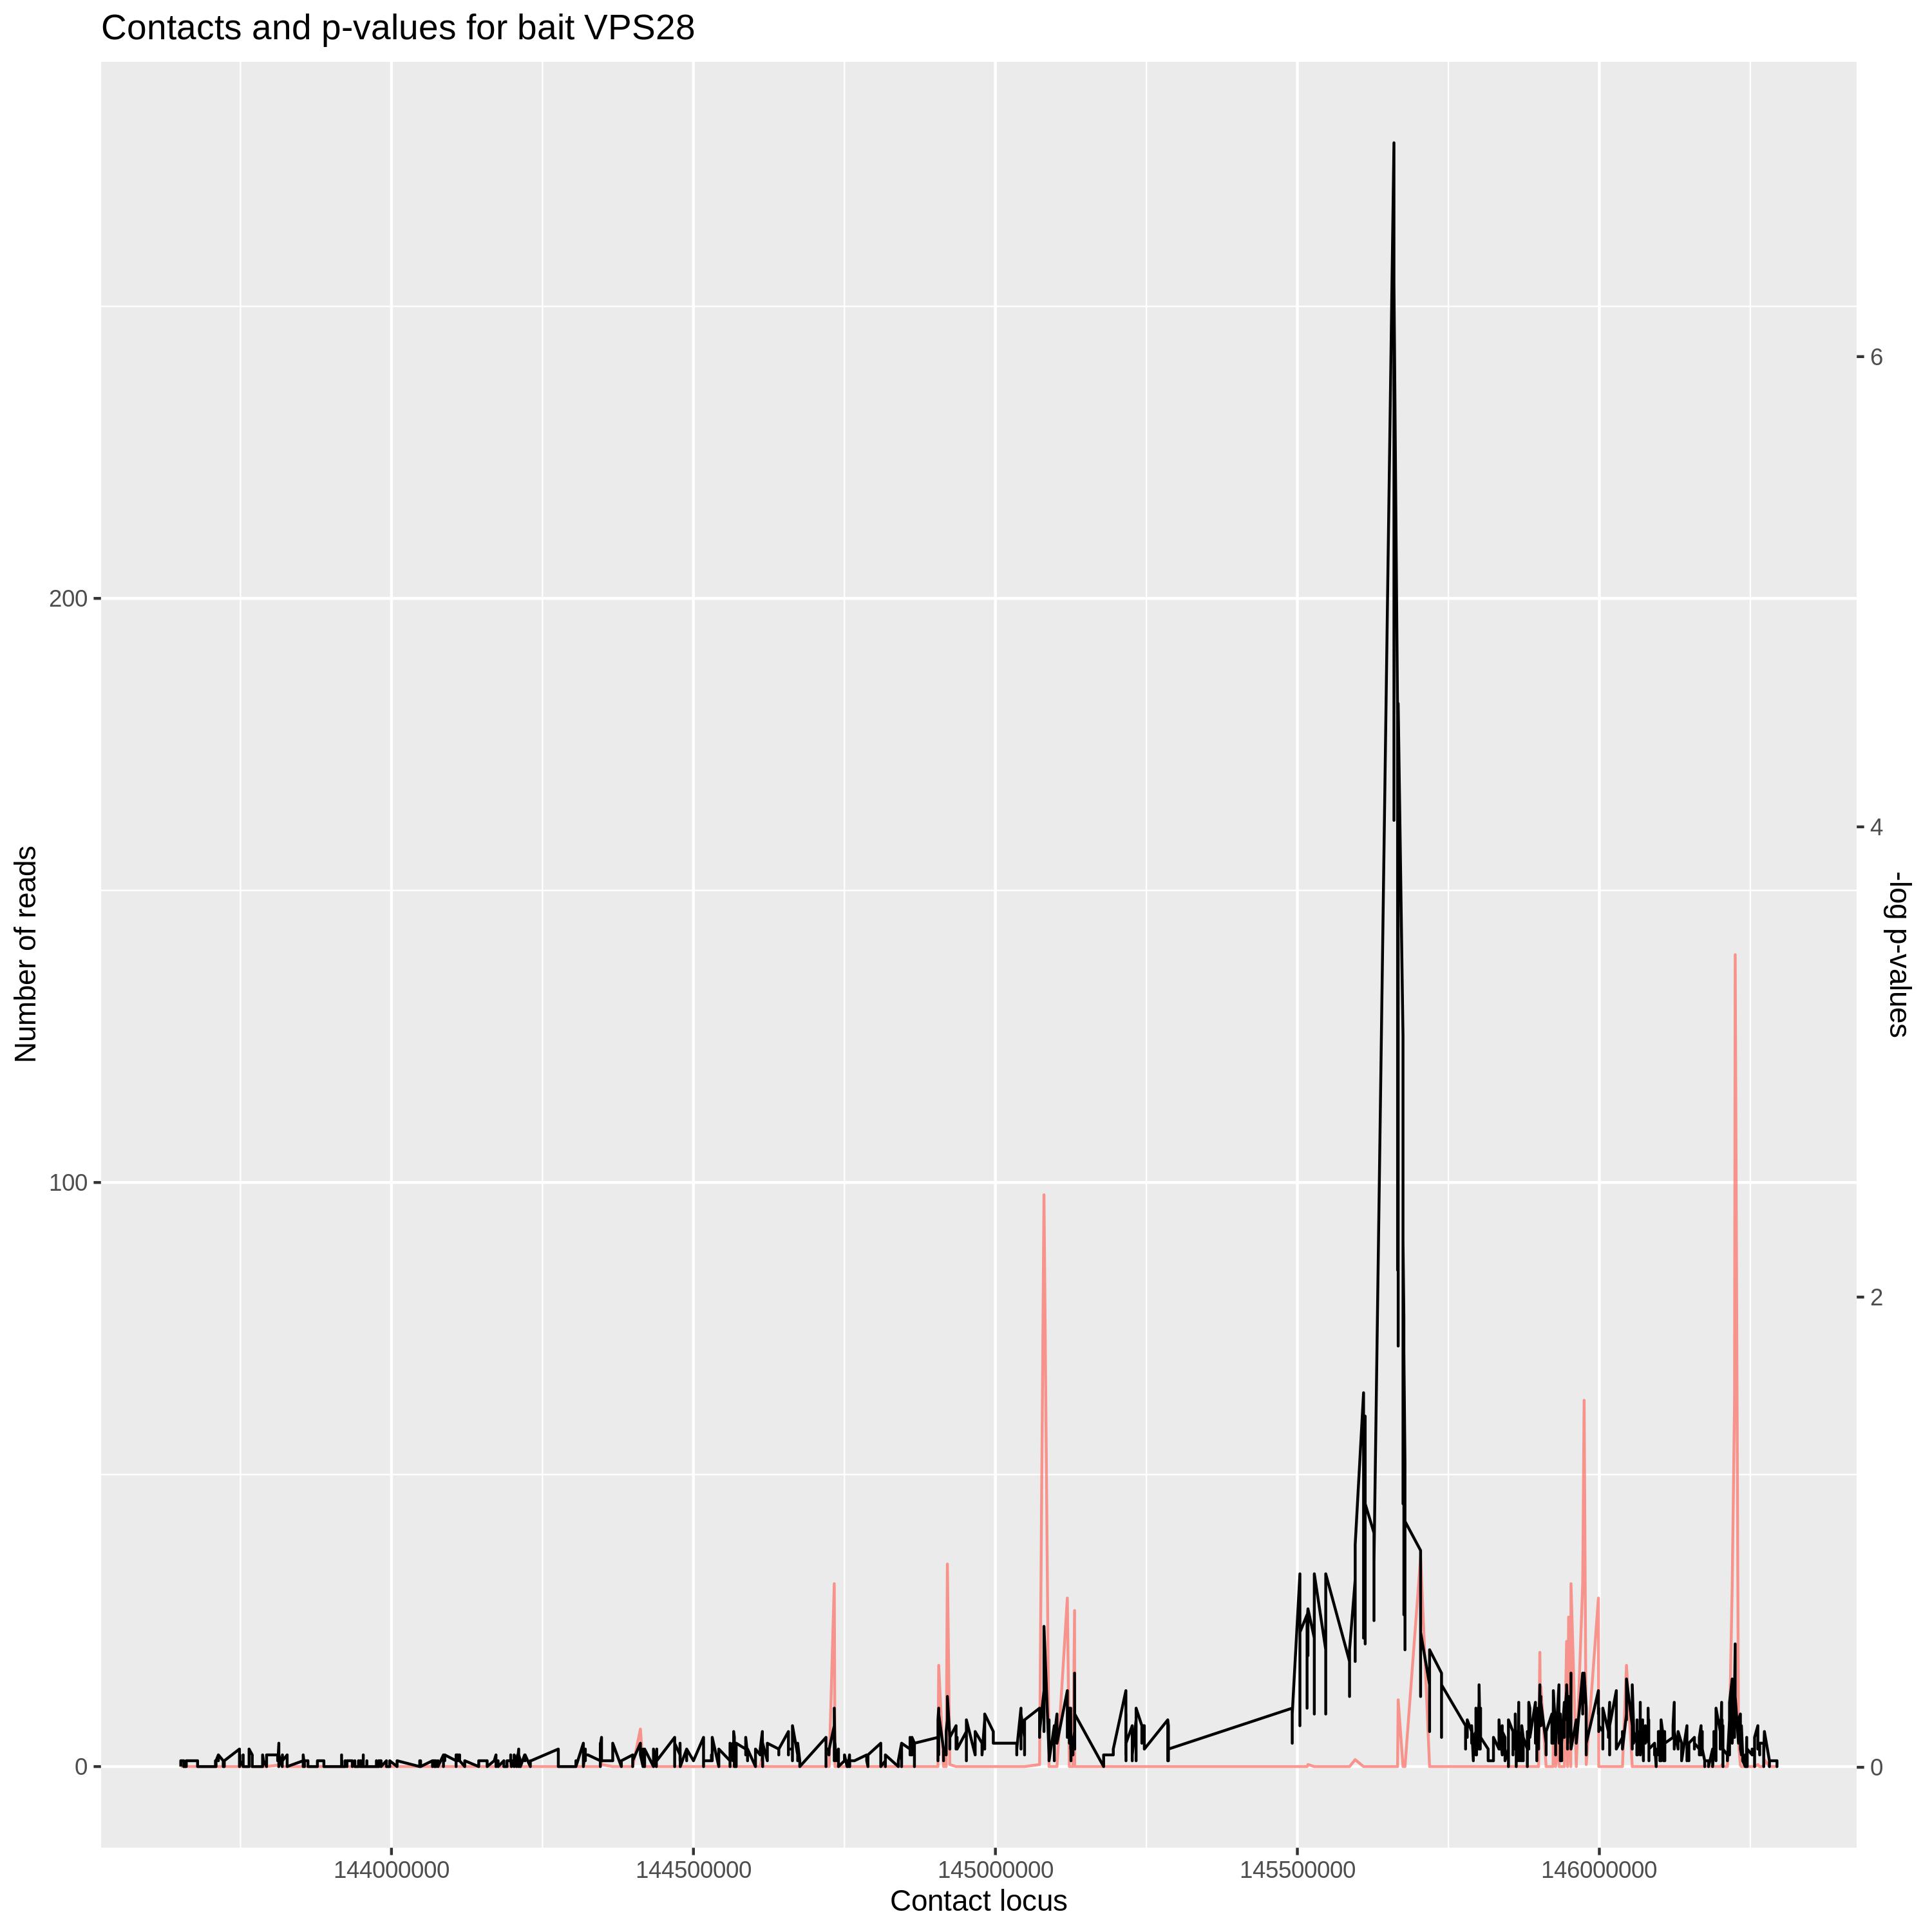 Contacts and p-values for bait VPS28
Number of reads
200
100
0
6
4
2
0
-log p-values
144000000 144500000 145000000 145500000 146000000
Contact locus